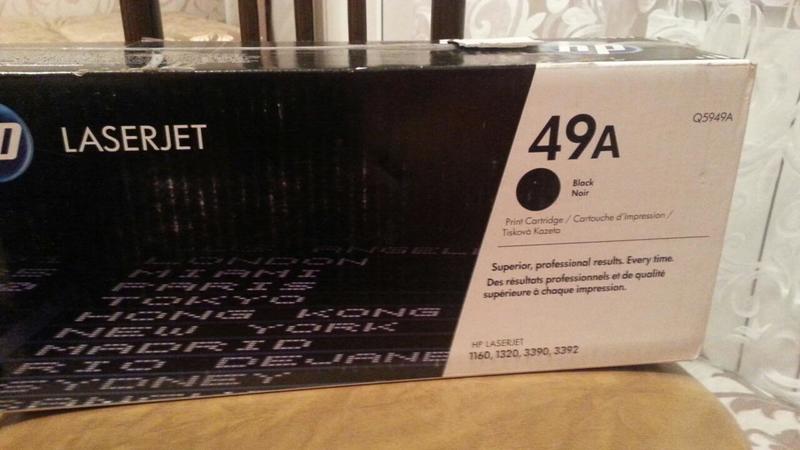 hp
LASERJET
49A
Q5949A
Black
Noir
Print Cartridge / Cartouche d'Impression /
Tisková Kazeta
Superior, professional results. Every time.
Des résultats professionnels et de qualité
supérieure à chaque impression.
HP LASERJET
1160, 1320, 3390, 3392
LONDON
MIAMI
PARIS
TOKYO
HONG KONG
NEW YORK
MADRID
RIO DE JANE
SYDNEY